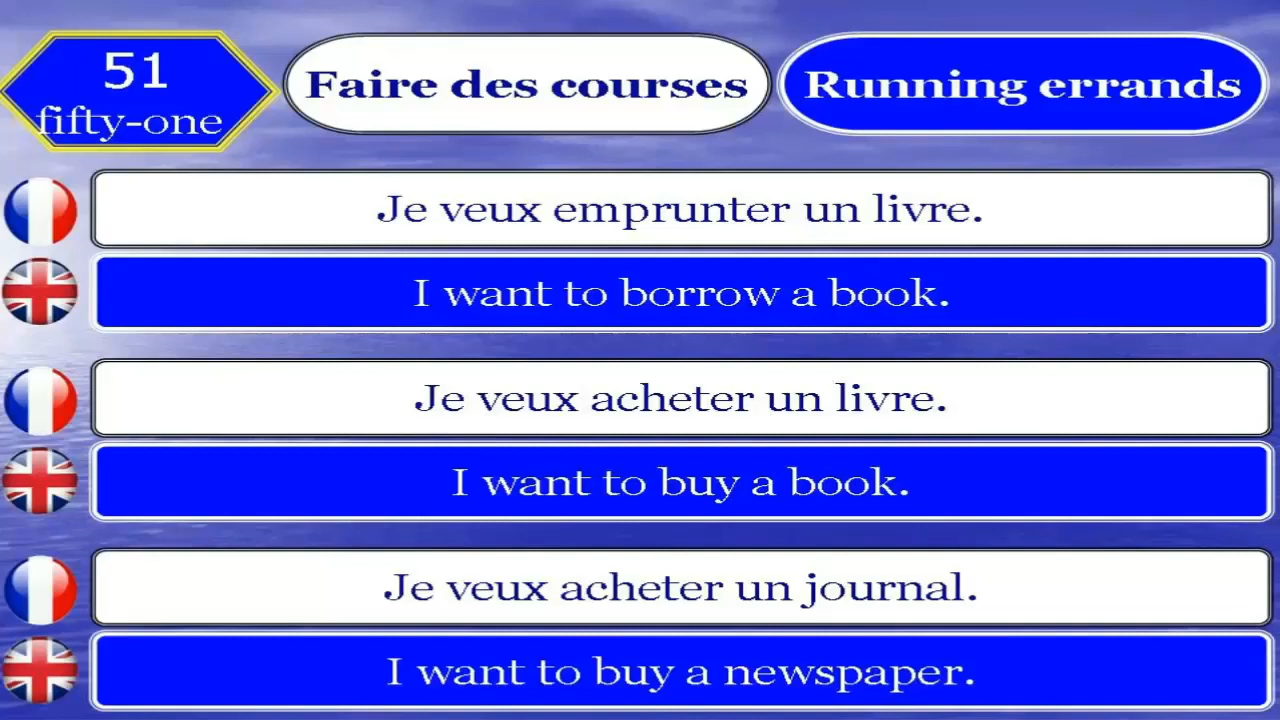 51
fifty-one
Faire des courses
Running errands
Je veux emprunter un livre.
I want to borrow a book.
Je veux acheter un livre.
I want to buy a book.
Je veux acheter un journal.
I want to buy a newspaper.